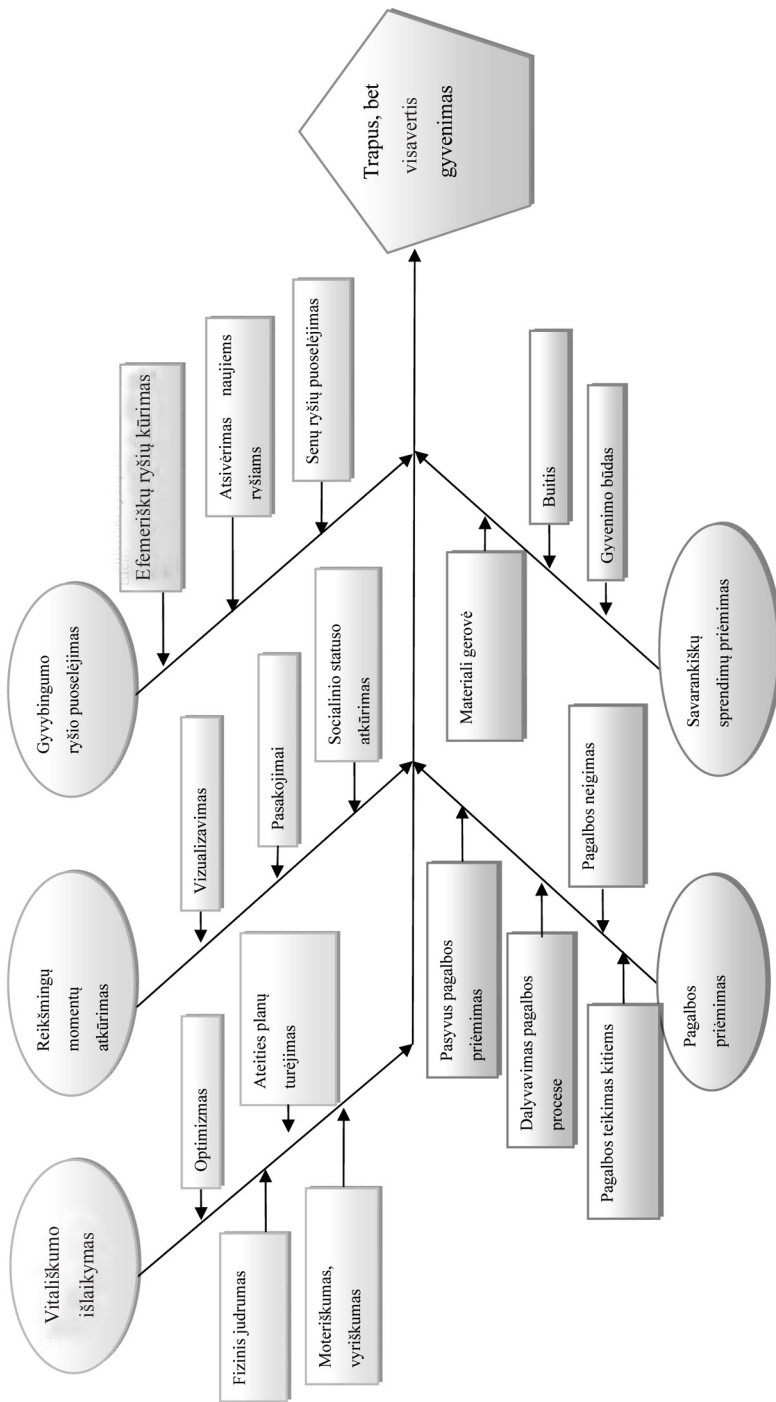 Vitališkumo
išlaikymas
Reikšmingų
momentų
atkūrimas
Gyvybingumo
ryšio puoselėjimas
Optimizmas
Ateities planų
turėjimas
Fizinis judrumas
Moteriškumas,
vyriškumas
Vizualizavimas
Pasakojimai
Socialinio statuso
atkūrimas
Efemeriškų ryšių kūrimas
Atsivėrimas naujiems
ryšiams
Senų ryšių puoselėjimas
Trapus, bet
visavertis
gyvenimas
Pasyvus pagalbos
priėmimas
Dalyvavimas pagalbos
procese
Pagalbos teikimas kitiems
Pagalbos neigimas
Pagalbos
priėmimas
Materiali gerovė
Buitis
Gyvenimo būdas
Savarankiškų
sprendimų priėmimas